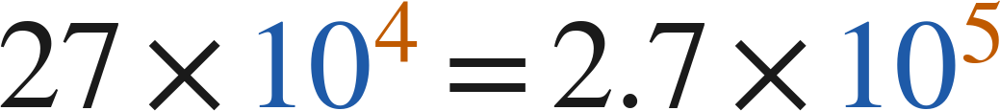 27 × 10⁴ = 2.7 × 10⁵